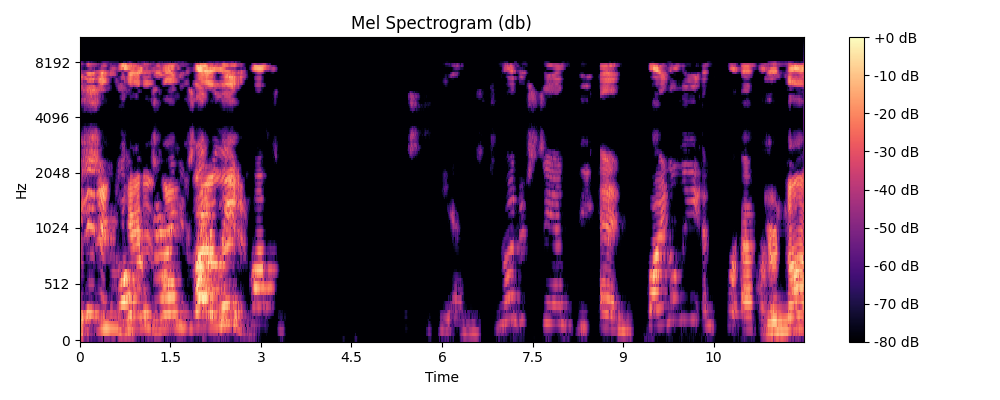 Mel Spectrogram (db)
8192
4096
2048
1024
512
0
Hz
0 1.5 3 4.5 6 7.5 9 10
Time
+0 dB
-10 dB
-20 dB
-30 dB
-40 dB
-50 dB
-60 dB
-70 dB
-80 dB